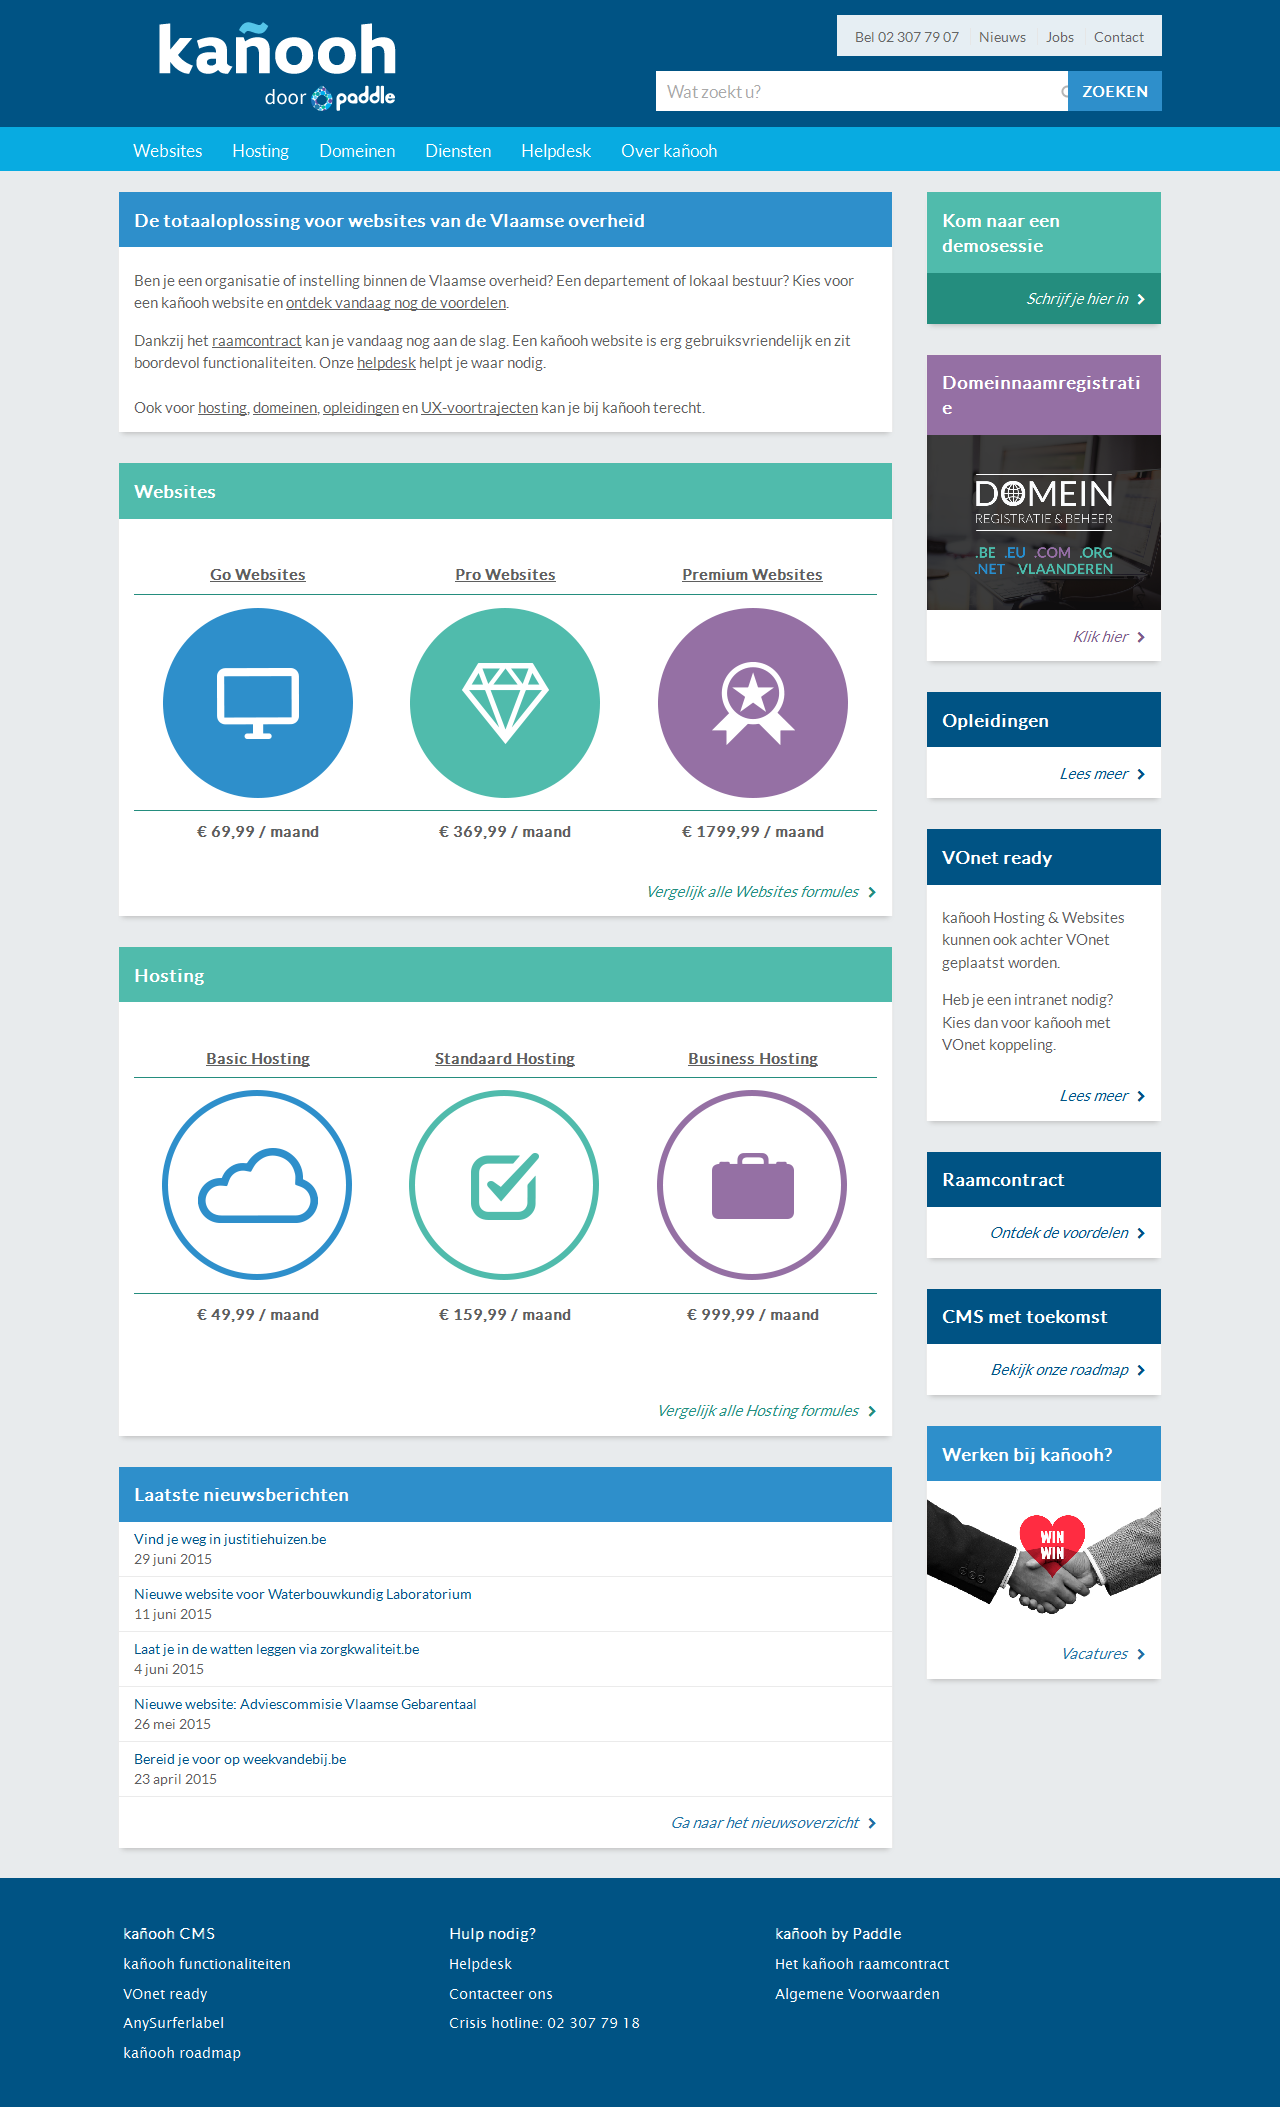 kañooh
door paddle
Bel 02 307 79 07
Nieuws
Jobs
Contact
Wat zoekt u?
ZOEKEN
Websites
Hosting
Domeinen
Diensten
Helpdesk
Over kañooh
De totaaloplossing voor websites van de Vlaamse overheid
Ben je een organisatie of instelling binnen de Vlaamse overheid? Een departement of lokaal bestuur? Kies voor
een kañooh website en ontdek vandaag nog de voordelen.
Dankzij het raamcontract kan je vandaag nog aan de slag. Een kañooh website is erg gebruiksvriendelijk en zit
boordevol functionaliteiten. Onze helpdesk helpt je waar nodig.
Ook voor hosting, domeinen, opleidingen en UX-voortrajecten kan je bij kañooh terecht.
Websites
Go Websites
Pro Websites
Premium Websites
€ 69,99 / maand
€ 369,99 / maand
€ 1799,99 / maand
Vergelijk alle Websites formules
Hosting
Basic Hosting
Standaard Hosting
Business Hosting
€ 49,99 / maand
€ 159,99 / maand
€ 999,99 / maand
Vergelijk alle Hosting formules
Laatste nieuwsberichten
Vind je weg in justitiehuizen.be
29 juni 2015
Nieuwe website voor Waterbouwkundig Laboratorium
11 juni 2015
Laat je in de watten leggen via zorgkwaliteit.be
4 juni 2015
Nieuwe website: Adviescommisie Vlaamse Gebarentaal
26 mei 2015
Bereid je voor op weekvandebij.be
23 april 2015
Ga naar het nieuwsoverzicht
Kom naar een
demosessie
Schrijf je hier in
Domeinnaamregistrati
e
DOMEIN
REGISTRATIE & BEHEER
.BE .EU .COM .ORG
.NET .VLAANDEREN
Klik hier
Opleidingen
Lees meer
VOnet ready
kañooh Hosting & Websites
kunnen ook achter VOnet
geplaatst worden.
Heb je een intranet nodig?
Kies dan voor kañooh met
VOnet koppeling.
Lees meer
Raamcontract
Ontdek de voordelen
CMS met toekomst
Bekijk onze roadmap
Werken bij kañooh?
WIN
WIN
Vacatures
kañooh CMS
kañooh functionaliteiten
VOnet ready
AnySurferlabel
kañooh roadmap
Hulp nodig?
Helpdesk
Contacteer ons
Crisis hotline: 02 307 79 18
kañooh by Paddle
Het kañooh raamcontract
Algemene Voorwaarden